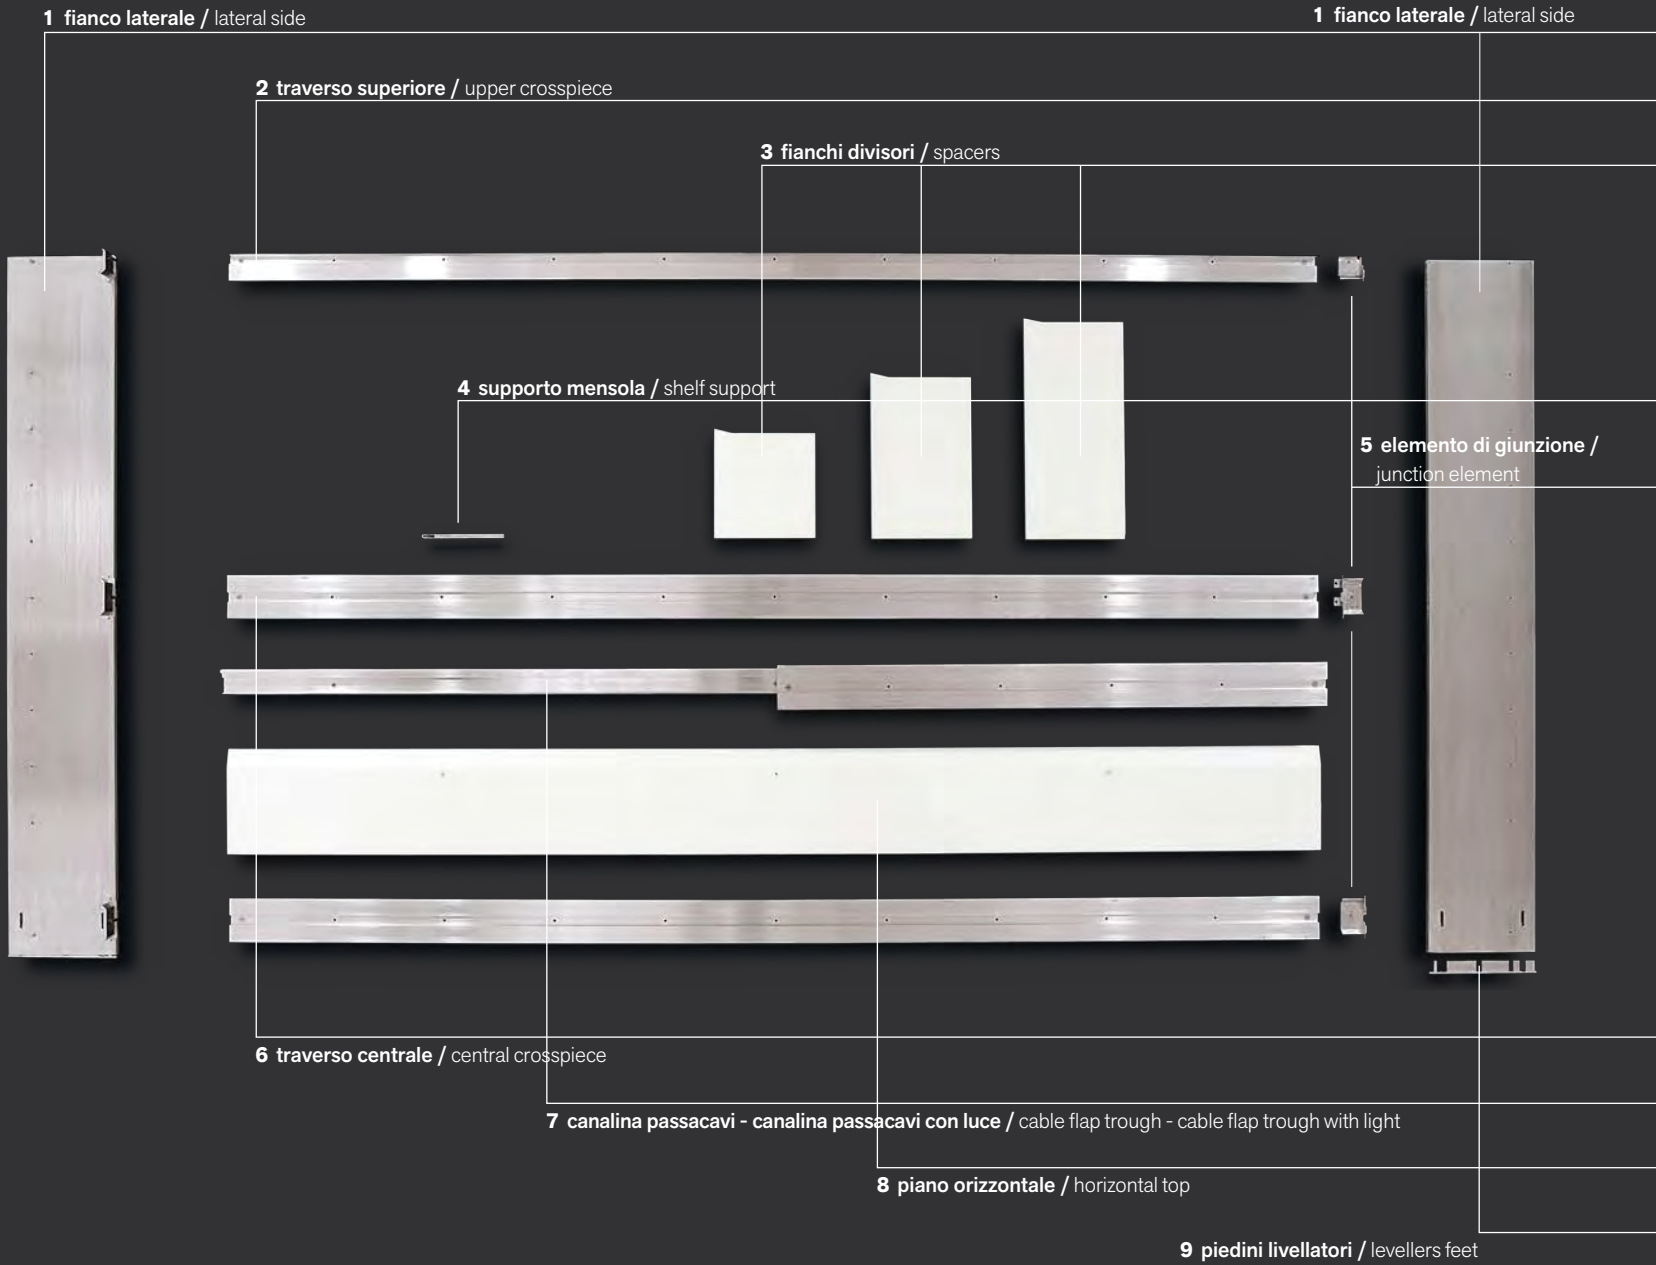 1 fianco laterale / lateral side
1 fianco laterale / lateral side
2 traverso superiore / upper crosspiece
3 fianchi divisori / spacers
4 supporto mensola / shelf support
5 elemento di giunzione /
junction element
6 traverso centrale / central crosspiece
7 canalina passacavi - canalina passacavi con luce / cable flap trough - cable flap trough with light
8 piano orizzontale / horizontal top
9 piedini livellatori / levellers feet